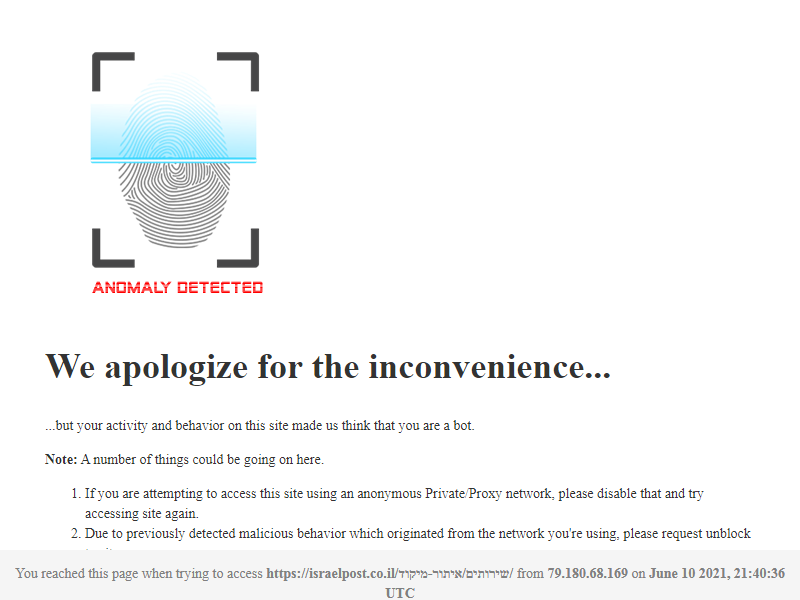 ANOMALY DETECTED
We apologize for the inconvenience...
...but your activity and behavior on this site made us think that you are a bot.
Note: A number of things could be going on here.
1. If you are attempting to access this site using an anonymous Private/Proxy network, please disable that and try
accessing site again.
2. Due to previously detected malicious behavior which originated from the network you're using, please request unblock
You reached this page when trying to access https://israelpost.co.il/שירותים/איתור-מיקוד/ from 79.180.68.169 on June 10 2021, 21:40:36
UTC